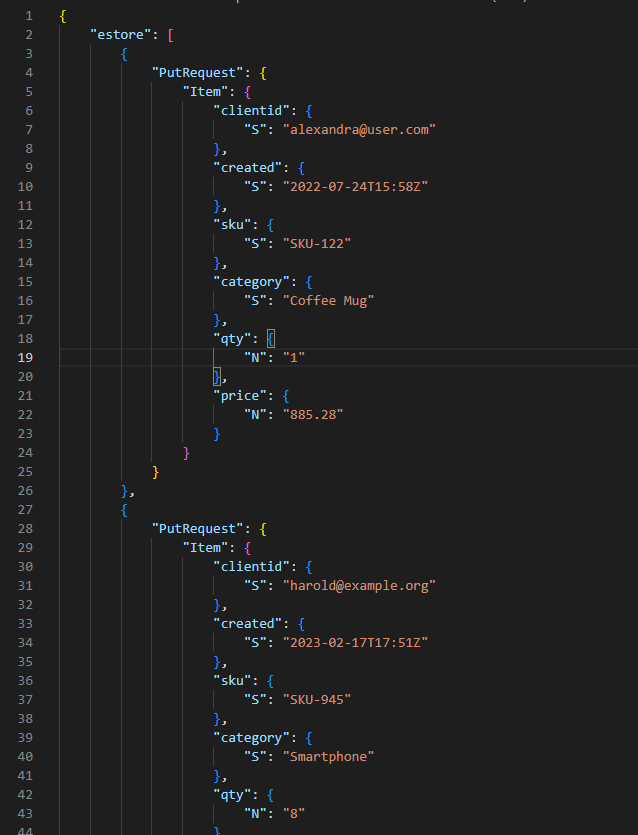 1 {
2     "estore": [
3         {
4             "PutRequest": {
5                 "Item": {
6                     "clientid": {
7                         "S": "alexandra@user.com"
8                     },
9                     "created": {
10                         "S": "2022-07-24T15:58Z"
11                     },
12                     "sku": {
13                         "S": "SKU-122"
14                     },
15                     "category": {
16                         "S": "Coffee Mug"
17                     },
18                     "qty": {
19                         "N": "1"
20                     },
21                     "price": {
22                         "N": "885.28"
23                     }
24                 }
25             }
26         },
27         {
28             "PutRequest": {
29                 "Item": {
30                     "clientid": {
31                         "S": "harold@example.org"
32                     },
33                     "created": {
34                         "S": "2023-02-17T17:51Z"
35                     },
36                     "sku": {
37                         "S": "SKU-945"
38                     },
39                     "category": {
40                         "S": "Smartphone"
41                     },
42                     "qty": {
43                         "N": "8"
44                     }